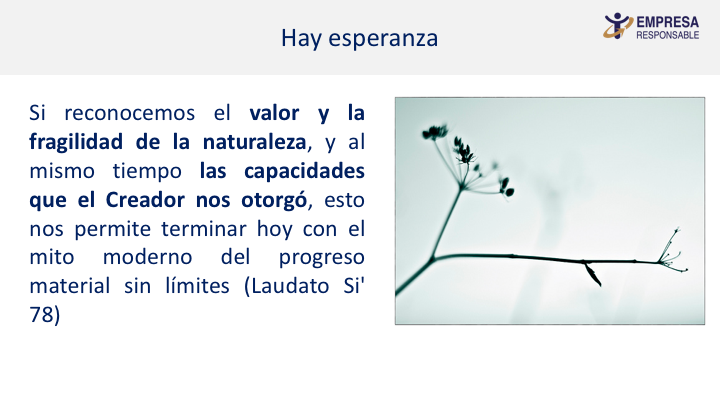 Hay esperanza
EMPRESA
RESPONSABLE
Si reconocemos el valor y la
fragilidad de la naturaleza, y al
mismo tiempo las capacidades
que el Creador nos otorgó, esto
nos permite terminar hoy con el
mito moderno del progreso
material sin límites (Laudato Si'
78)